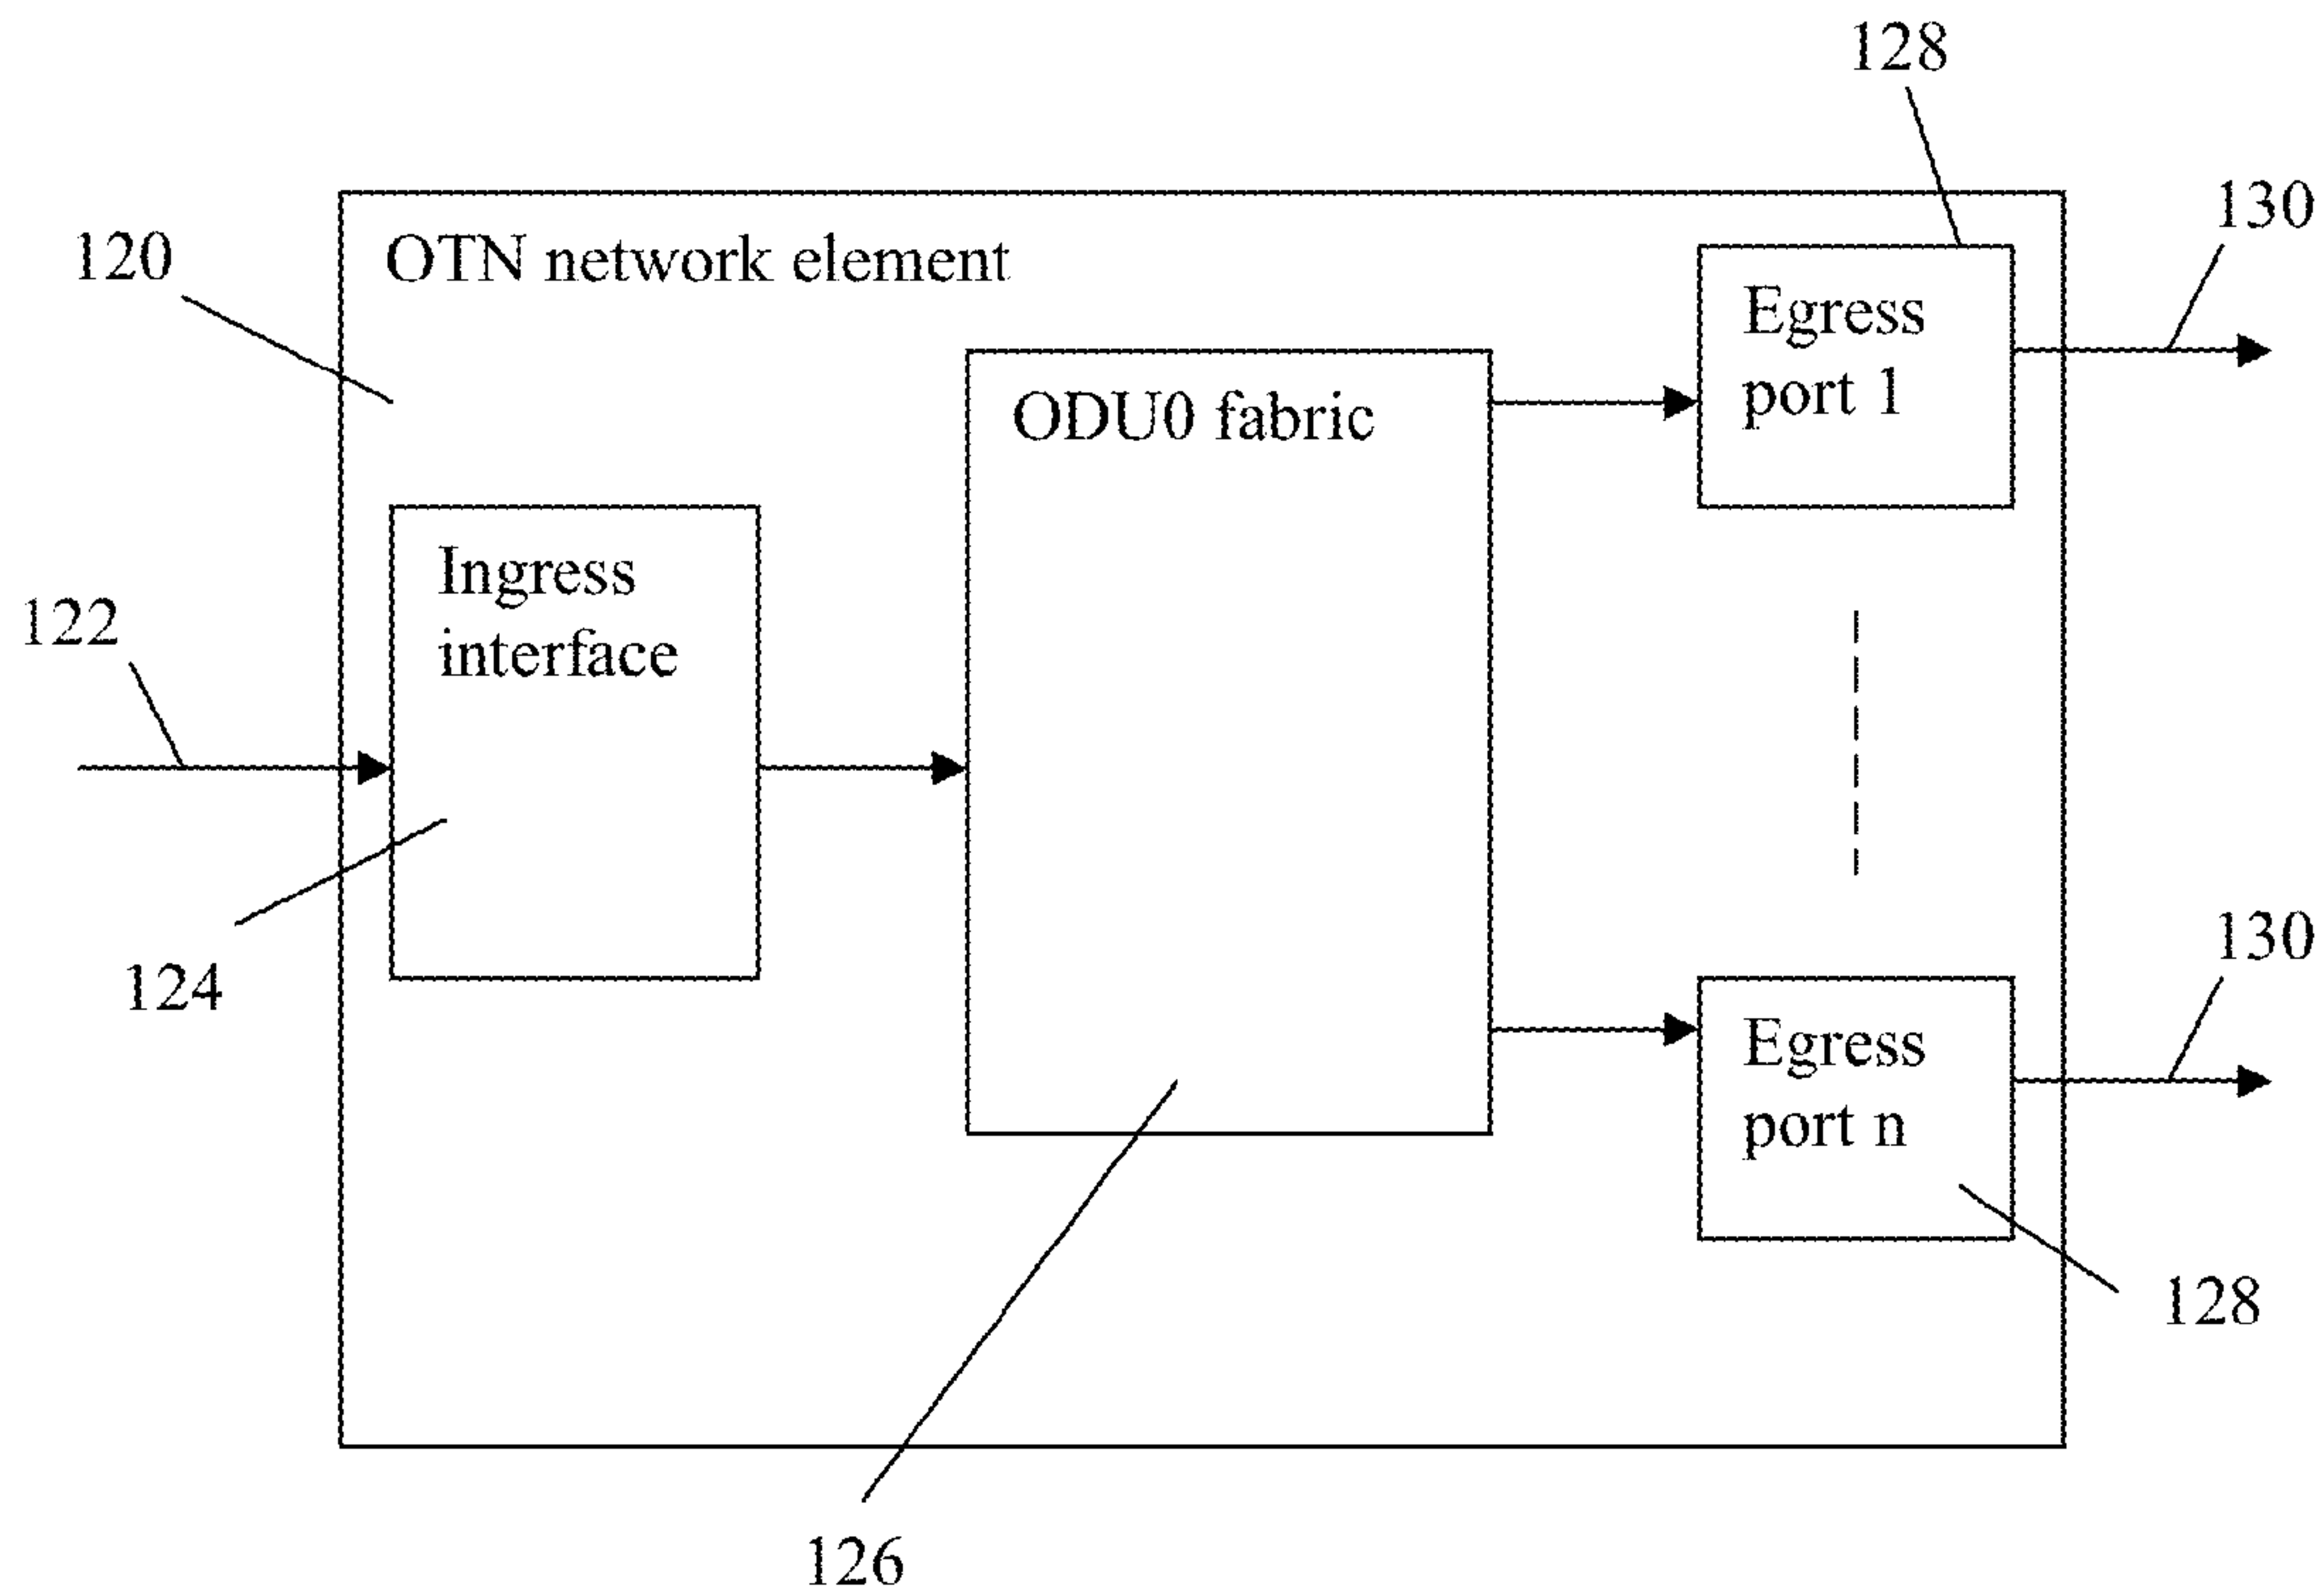 128
130
120
OTN network element
Egress
port 1
ODU0 fabric
Ingress
interface
122
124
130
Egress
port n
128
126